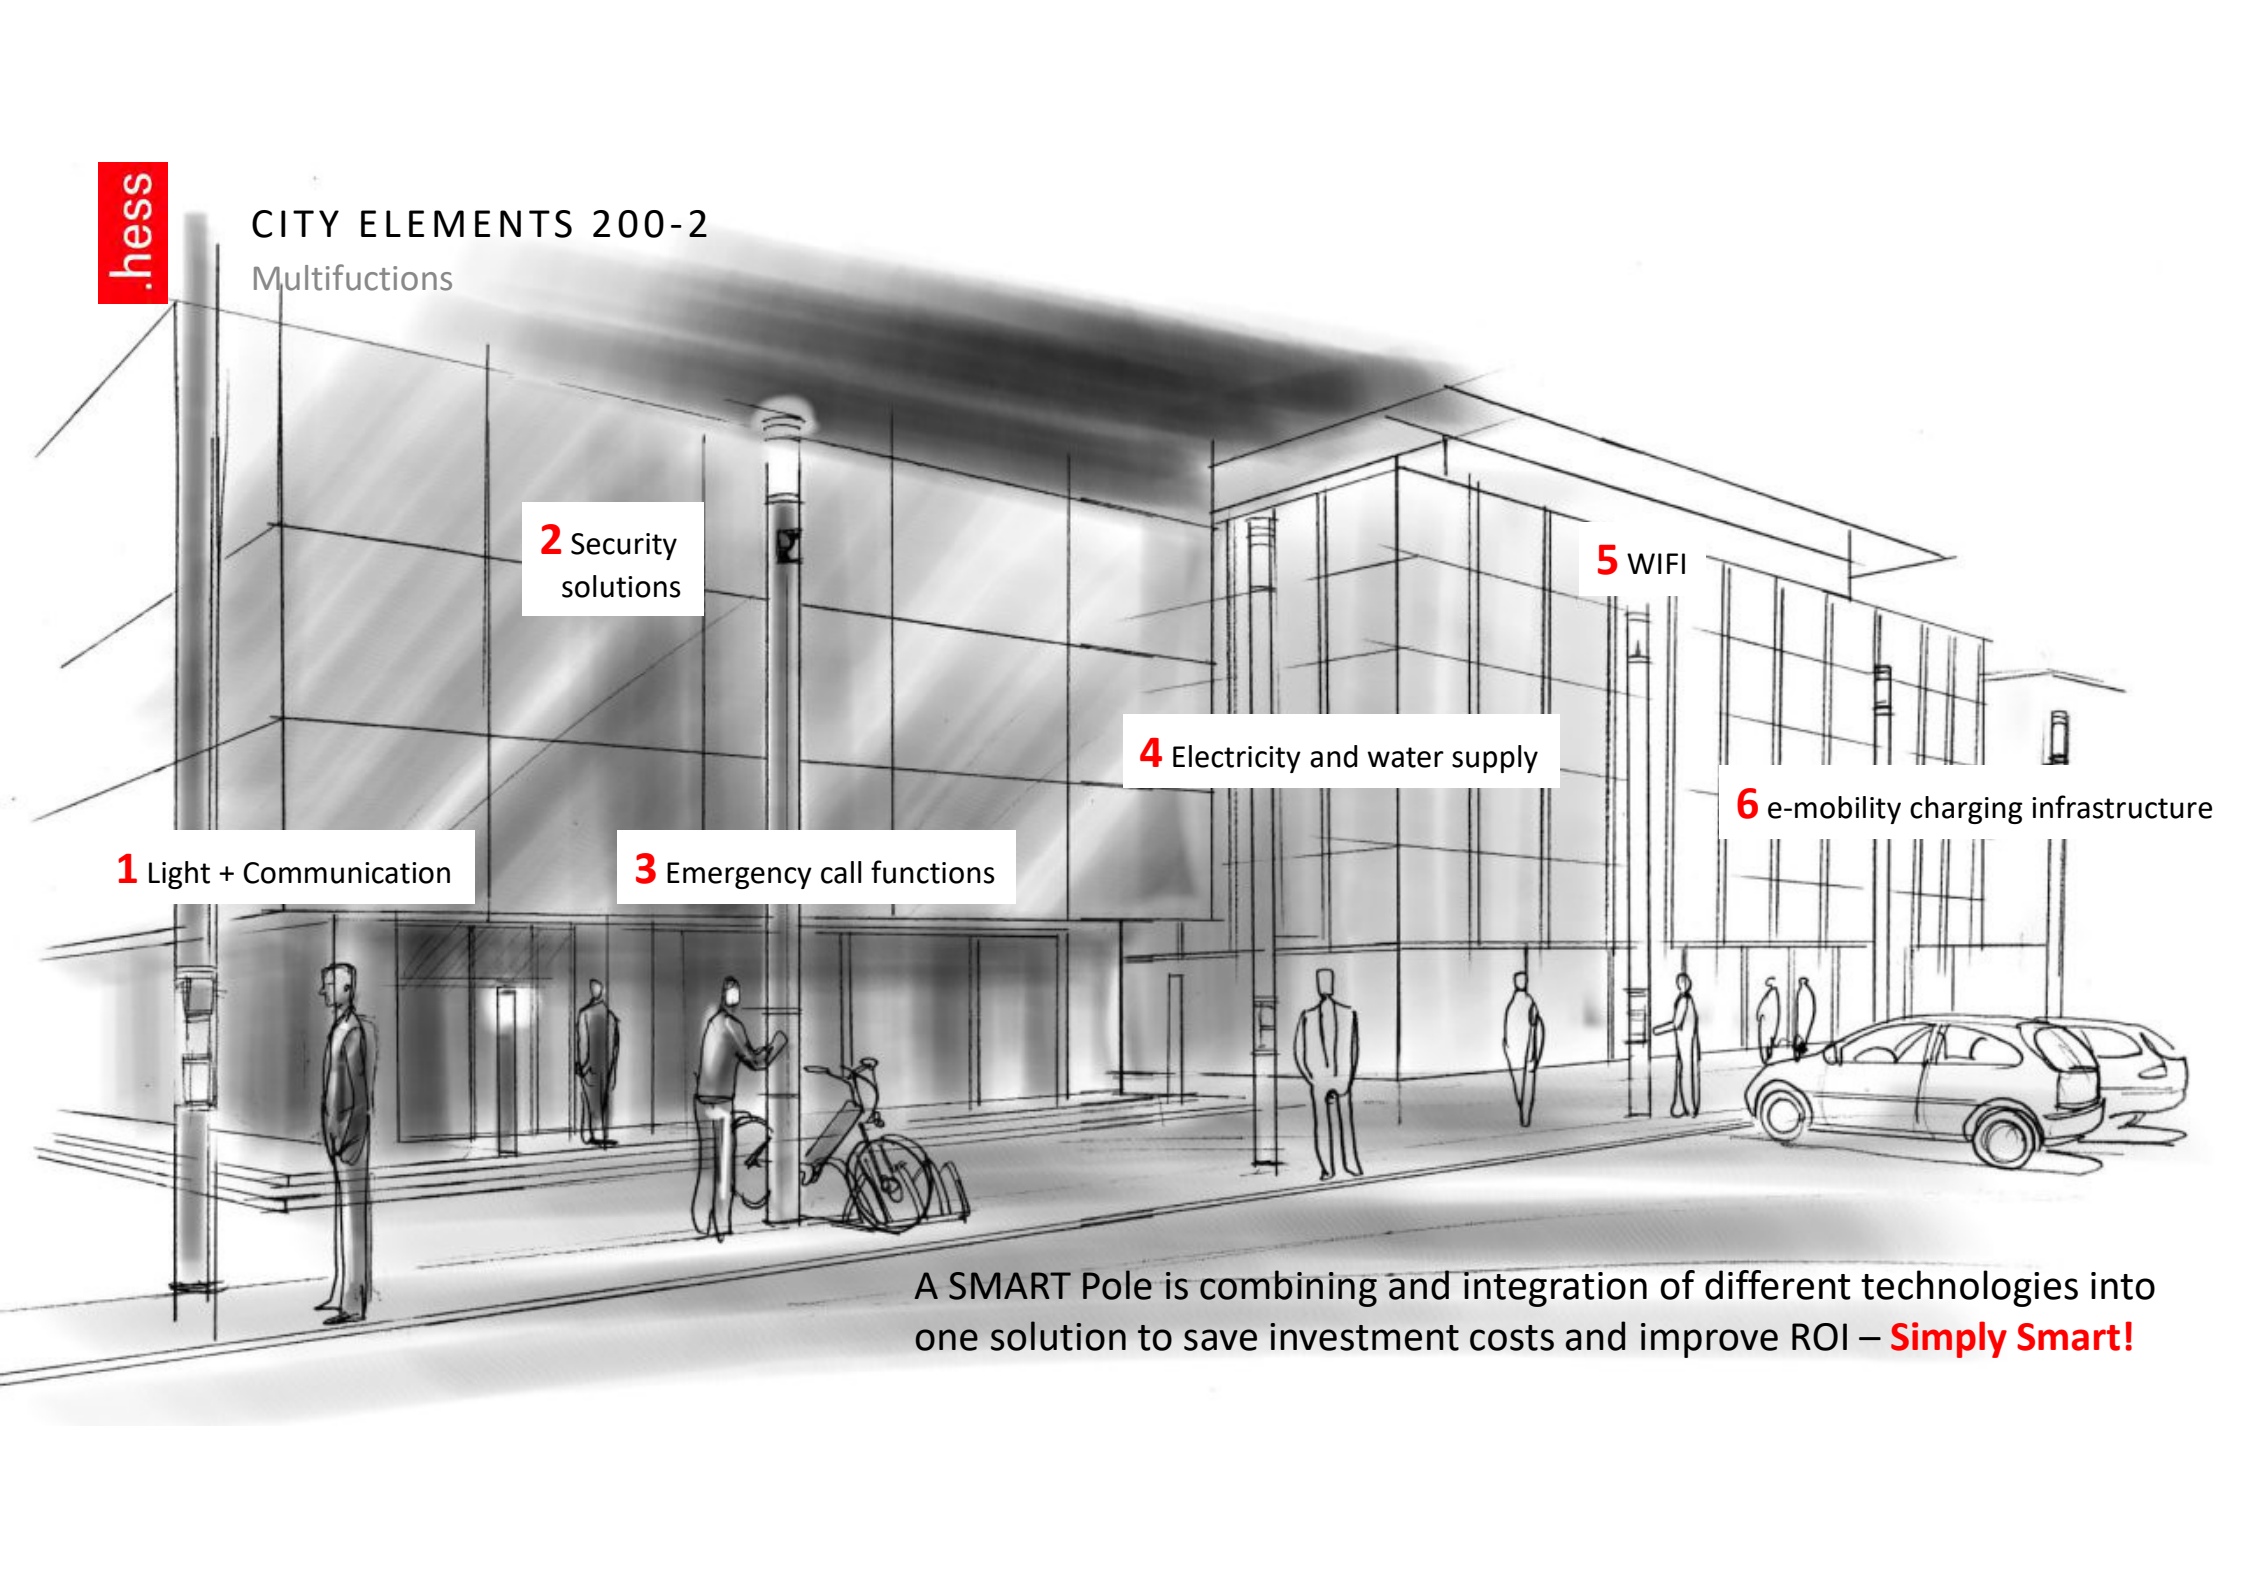 .hess
CITY ELEMENTS 200-2
Multifuctions
2 Security
solutions
5 WIFI
4 Electricity and water supply
6 e-mobility charging infrastructure
1 Light + Communication
3 Emergency call functions
A SMART Pole is combining and integration of different technologies into
one solution to save investment costs and improve ROI – Simply Smart!